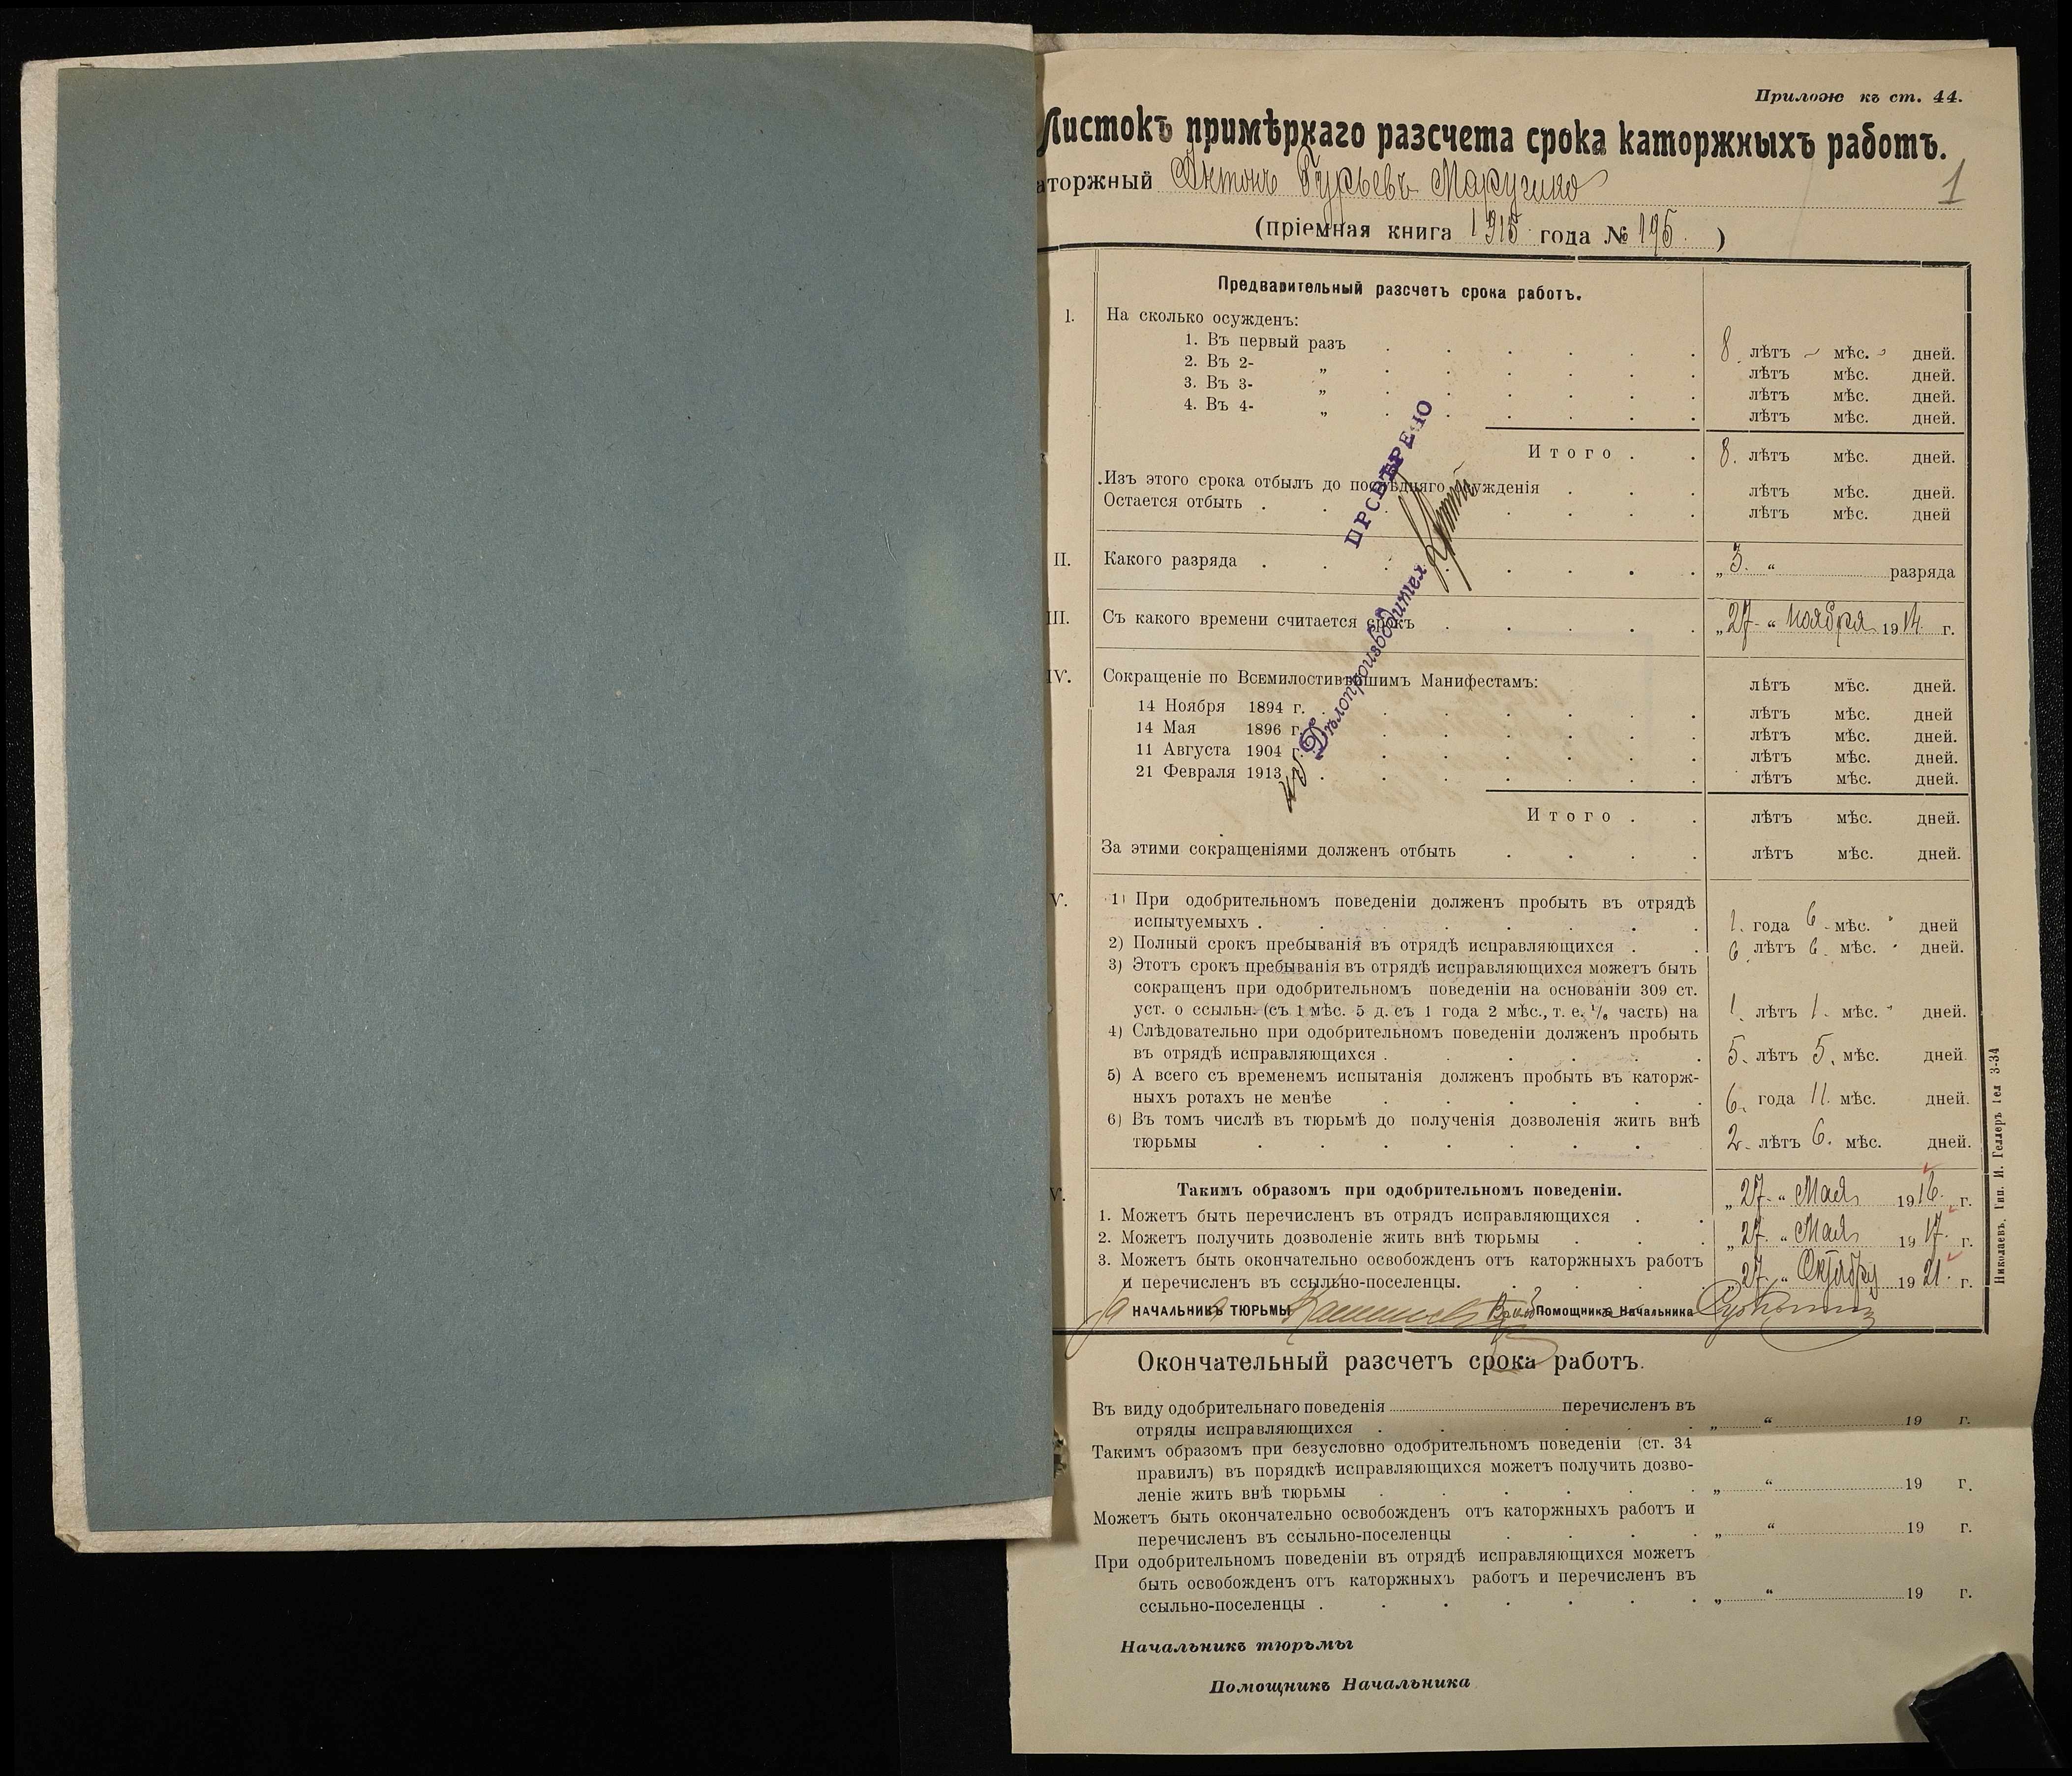 Прилож къ ст. 44.
Листокъ примѣрнаго разсчета срока каторжныхъ работъ.
аторжный Антонъ Гурьевъ 1
(пріемная книга 1915 года № 195. )
Предварительный разсчетъ срока работъ.
I. На сколько осужденъ:
1. Въ первый разъ 8. лѣтъ - мѣс. - дней.
2. Въ 2- „ лѣтъ мѣс. дней.
3. Въ 3- „ лѣтъ мѣс. дней.
4. Въ 4- „ лѣтъ мѣс. дней.
Итого . . 8. лѣтъ мѣс. дней.
Изъ этого срока отбылъ до послѣдняго осужденія лѣтъ мѣс. дней.
Остается отбыть лѣтъ мѣс. дней
II. Какого разряда „3.“ разряда
III. Съ какого времени считается срокъ „27-“ Ноября 1914 г.
IV. Сокращеніе по Всемилостивѣйшимъ Манифестамъ: лѣтъ мѣс. дней.
14 Ноября 1894 г. лѣтъ мѣс. дней
14 Мая 1896 г. лѣтъ мѣс. дней.
11 Августа 1904 г. лѣтъ мѣс. дней.
21 Февраля 1913 г. лѣтъ мѣс. дней.
Итого . . лѣтъ мѣс. дней.
За этими сокращеніями долженъ отбыть лѣтъ мѣс. дней.
ПРОВѢРЕНО
Дѣлопроизводител
V. 1) При одобрительномъ поведеніи долженъ пробыть въ отрядѣ
испытуемыхъ . 1. года 6 мѣс. " дней
2) Полный срокъ пребыванія въ отрядѣ исправляющихся . 6. лѣтъ 6. мѣс. " дней.
3) Этотъ срокъ пребыванія въ отрядѣ исправляющихся можетъ быть
сокращенъ при одобрительномъ поведеніи на основаніи 309 ст.
уст. о ссыльн. (съ 1 мѣс. 5 д. съ 1 года 2 мѣс., т. е. 1/6 часть) на 1. лѣтъ 1. мѣс. " дней.
4) Слѣдовательно при одобрительномъ поведеніи долженъ пробыть
въ отрядѣ исправляющихся . 5. лѣтъ 5. мѣс. дней.
5) А всего съ временемъ испытанія долженъ пробыть въ каторж-
ныхъ ротахъ не менѣе 6. года 11. мѣс. дней.
6) Въ томъ числѣ въ тюрьмѣ до полученія дозволенія жить внѣ
тюрьмы 2. лѣтъ 6. мѣс. дней.
V. Такимъ образомъ при одобрительномъ поведеніи.
1. Можетъ быть перечисленъ въ отрядъ исправляющихся „27-“ Мая 1916. г.
2. Можетъ получить дозволеніе жить внѣ тюрьмы „27-“ Мая 1917. г.
3. Можетъ быть окончательно освобожденъ отъ каторжныхъ работъ
и перечисленъ въ ссыльно-поселенцы. „27-“ Октября 1921. г.
НАЧАЛЬНИКЪ ТЮРЬМЫ Помощника Начальника
Николаевъ. Тип. И. Геллеръ Тел 3-34
Окончательный разсчетъ срока работъ.
Въ виду одобрительнаго поведенія перечисленъ въ
отряды исправляющихся . „ “ 19 г.
Такимъ образомъ при безусловно одобрительномъ поведеніи (ст. 34
правилъ) въ порядкѣ исправляющихся можетъ получить дозво-
леніе жить внѣ тюрьмы „ “ 19 г.
Можетъ быть окончательно освобожденъ отъ каторжныхъ работъ и
перечисленъ въ ссыльно-поселенцы „ “ 19 г.
При одобрительномъ поведеніи въ отрядѣ исправляющихся можетъ
быть освобожденъ отъ каторжныхъ работъ и перечисленъ въ
ссыльно-поселенцы . „ “ 19 г.
Начальникъ тюрьмы
Помощникъ Начальника